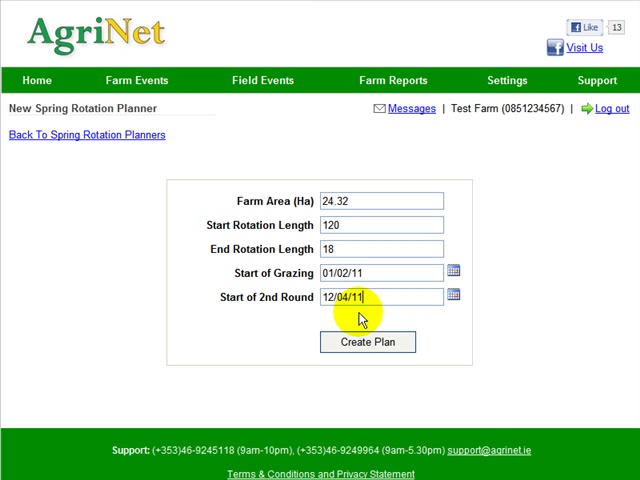 AgriNet
Like 13
Visit Us
Home Farm Events Field Events Farm Reports Settings Support
New Spring Rotation Planner
Messages | Test Farm (0851234567) | Log out
Back To Spring Rotation Planners
Farm Area (Ha) 24.32
Start Rotation Length 120
End Rotation Length 18
Start of Grazing 01/02/11
Start of 2nd Round 12/04/11
Create Plan
Support: (+353)46-9245118 (9am-10pm), (+353)46-9249964 (9am-5.30pm) support@agrinet.ie
Terms & Conditions and Privacy Statement